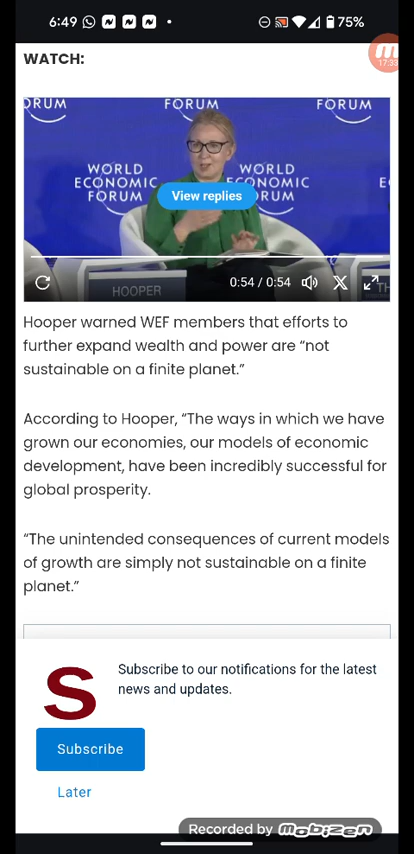 6:49
75%
WATCH:
17:33
ORUM
FORUM
FORUM
WORLD
ECONOMIC
FORUM
WORLD
ECONOMIC
FORUM
View replies
HOOPER
0:54 / 0:54
TH
Hooper warned WEF members that efforts to
further expand wealth and power are “not
sustainable on a finite planet.”
According to Hooper, “The ways in which we have
grown our economies, our models of economic
development, have been incredibly successful for
global prosperity.
“The unintended consequences of current models
of growth are simply not sustainable on a finite
planet.”
S
Subscribe to our notifications for the latest
news and updates.
Subscribe
Later
Recorded by mobizen